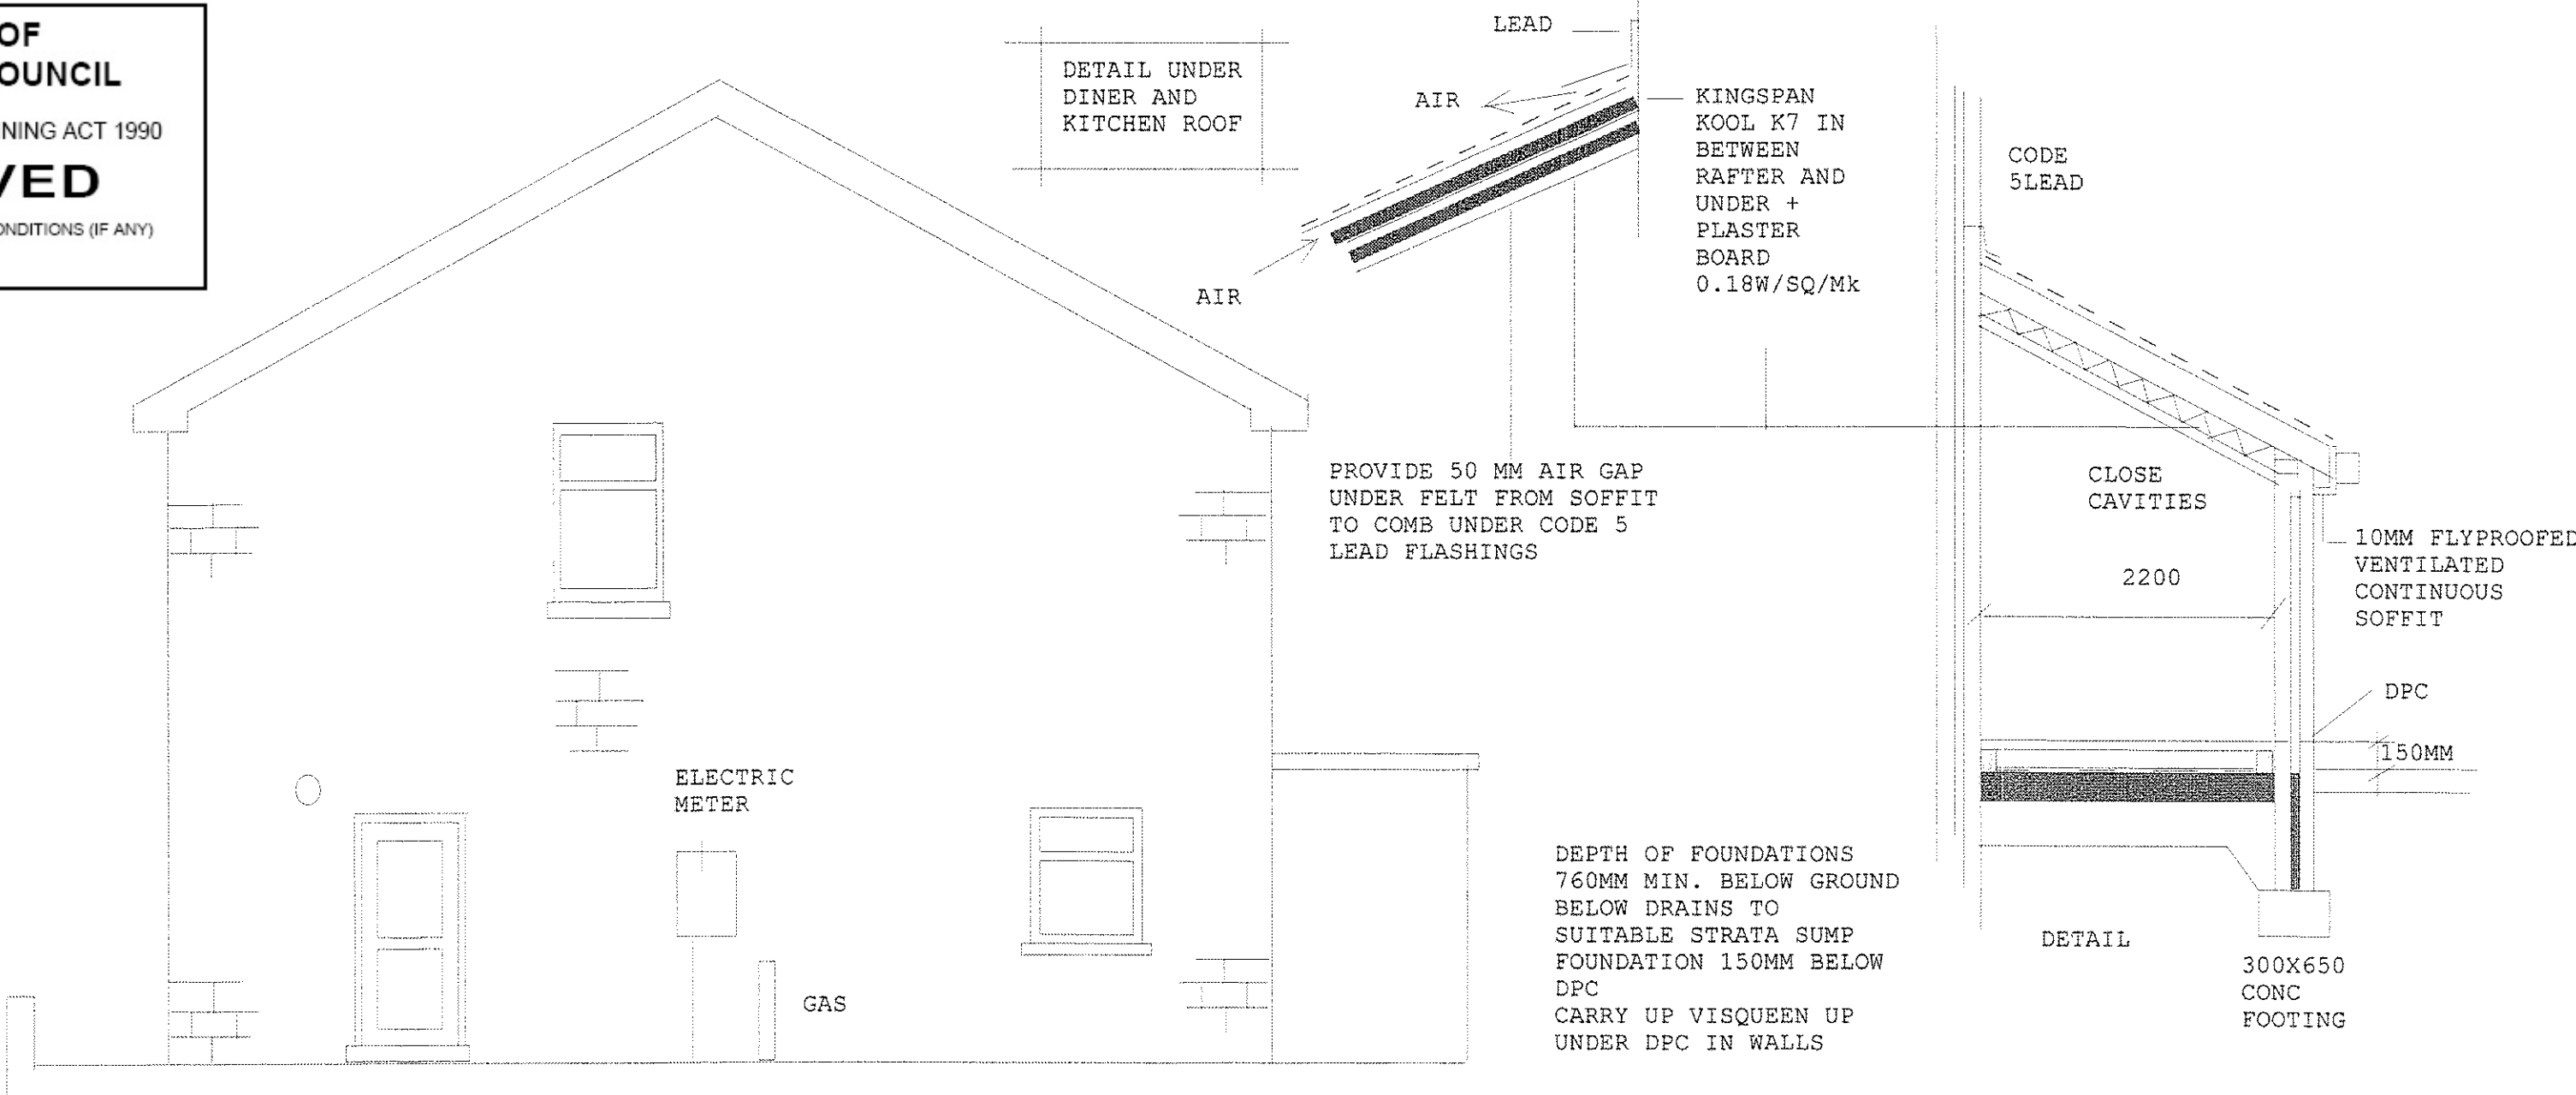 OF
OUNCIL
NING ACT 1990
VED
ONDITIONS (IF ANY)
DETAIL UNDER
DINER AND
KITCHEN ROOF
LEAD
AIR
AIR
KINGSPAN
KOOL K7 IN
BETWEEN
RAFTER AND
UNDER +
PLASTER
BOARD
0.18W/SQ/Mk
CODE
5LEAD
PROVIDE 50 MM AIR GAP
UNDER FELT FROM SOFFIT
TO COMB UNDER CODE 5
LEAD FLASHINGS
CLOSE
CAVITIES
2200
10MM FLYPROOFED
VENTILATED
CONTINUOUS
SOFFIT
DPC
150MM
ELECTRIC
METER
GAS
DEPTH OF FOUNDATIONS
760MM MIN. BELOW GROUND
BELOW DRAINS TO
SUITABLE STRATA SUMP
FOUNDATION 150MM BELOW
DPC
CARRY UP VISQUEEN UP
UNDER DPC IN WALLS
DETAIL
300X650
CONC
FOOTING